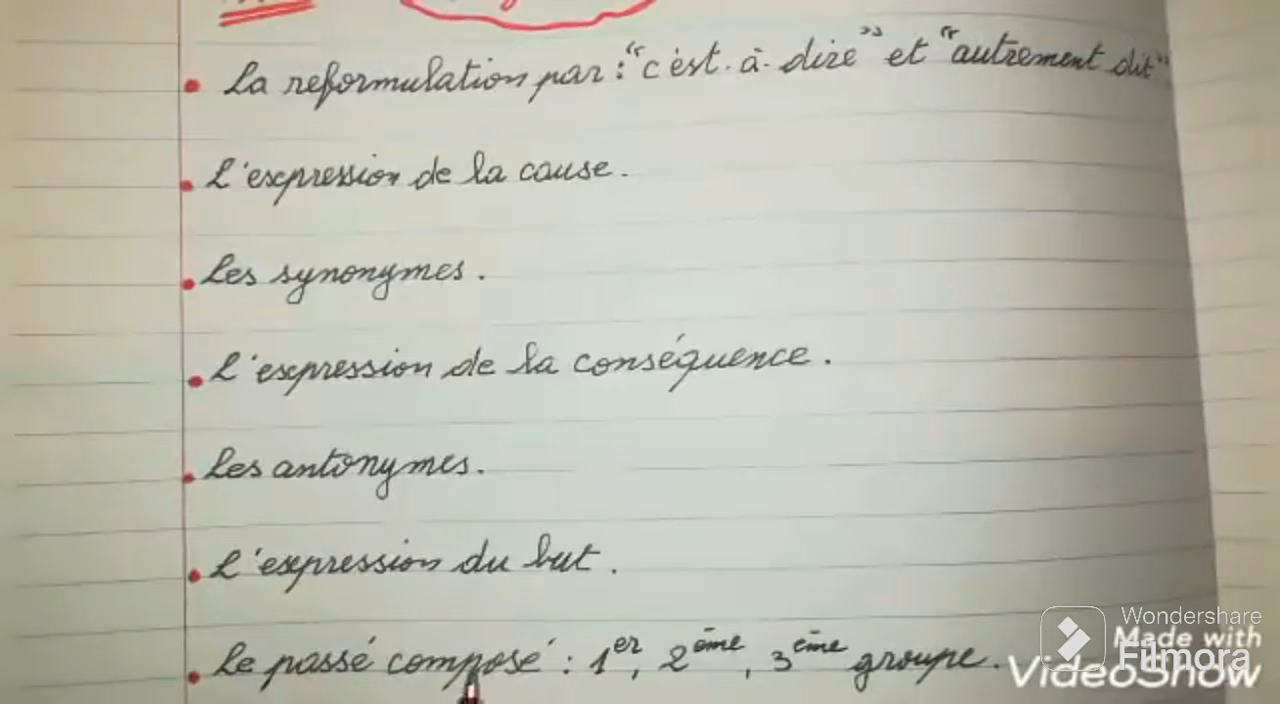 • La reformulation par : "c'est-à-dire" et "autrement dit"
• L'expression de la cause.
• Les synonymes.
• L'expression de la conséquence.
• Les antonymes.
• L'expression du but.
• Le passé composé : 1er, 2ème, 3ème groupe.
Wondershare
Filmora
Made with
VideoShow